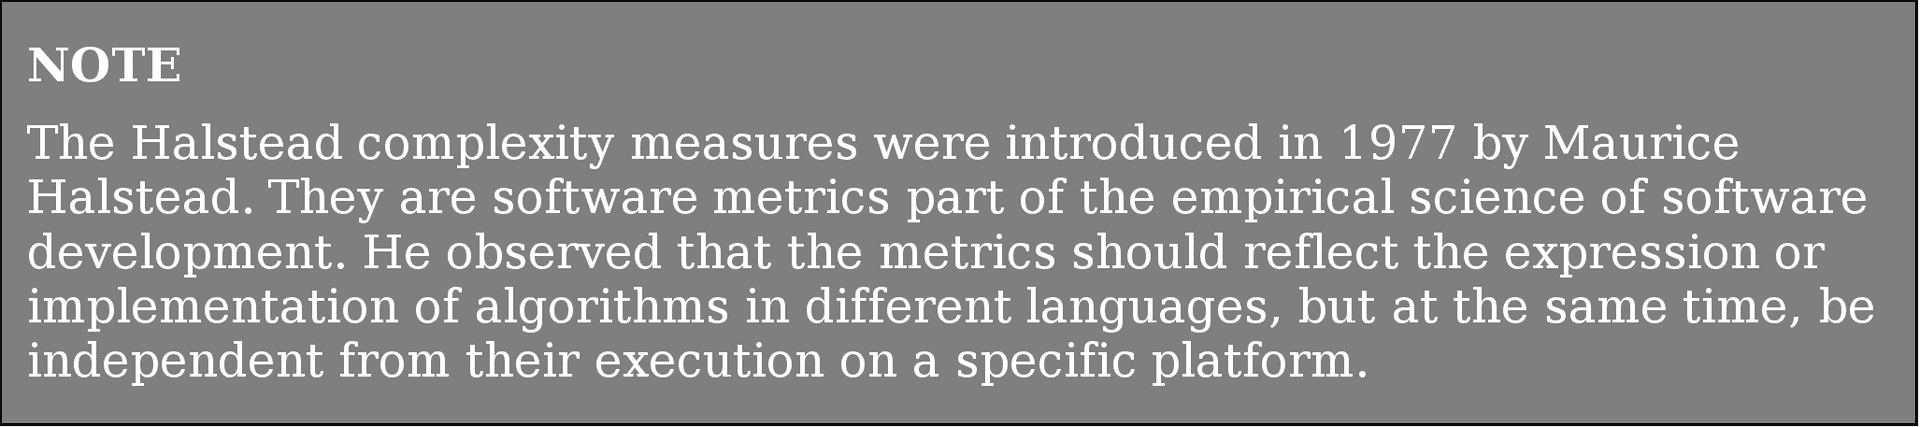 NOTE
The Halstead complexity measures were introduced in 1977 by Maurice
Halstead. They are software metrics part of the empirical science of software
development. He observed that the metrics should reflect the expression or
implementation of algorithms in different languages, but at the same time, be
independent from their execution on a specific platform.